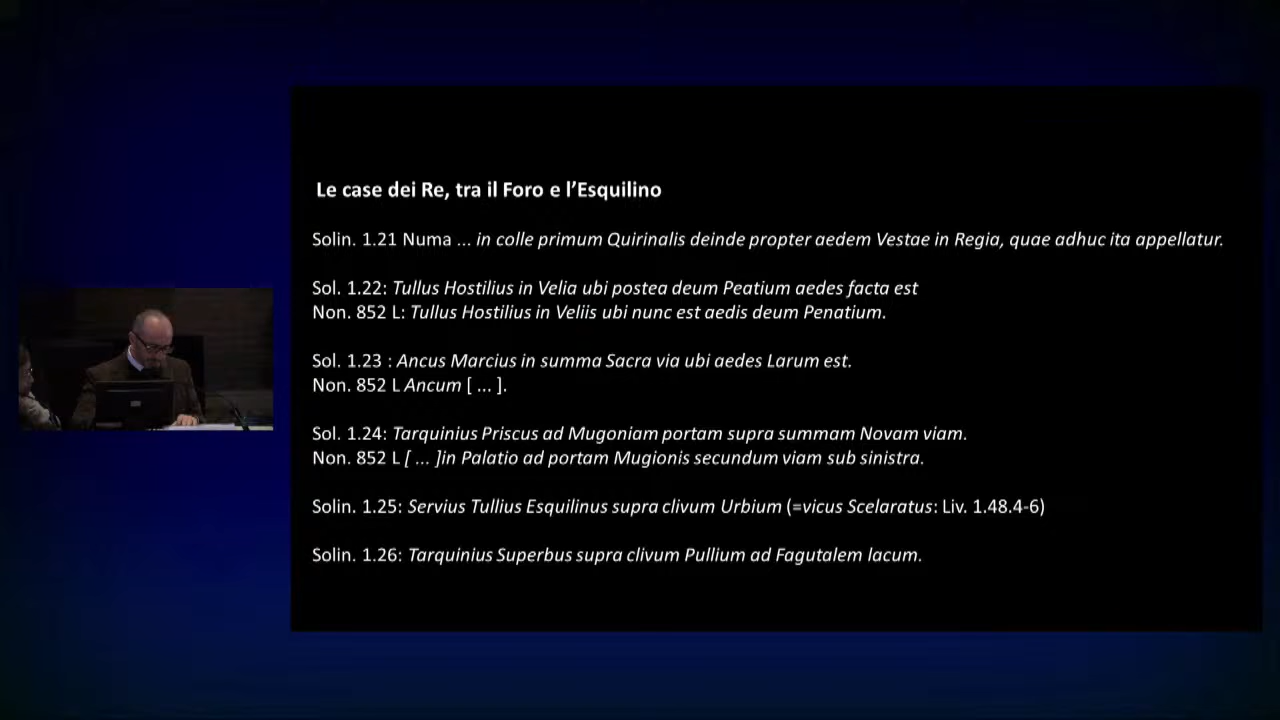 Le case dei Re, tra il Foro e l’Esquilino
Solin. 1.21 Numa ... in colle primum Quirinalis deinde propter aedem Vestae in Regia, quae adhuc ita appellatur.
Sol. 1.22: Tullus Hostilius in Velia ubi postea deum Peatium aedes facta est
Non. 852 L: Tullus Hostilius in Veliis ubi nunc est aedis deum Penatium.
Sol. 1.23 : Ancus Marcius in summa Sacra via ubi aedes Larum est.
Non. 852 L Ancum [ ... ].
Sol. 1.24: Tarquinius Priscus ad Mugoniam portam supra summam Novam viam.
Non. 852 L [ ... ]in Palatio ad portam Mugionis secundum viam sub sinistra.
Solin. 1.25: Servius Tullius Esquilinus supra clivum Urbium (=vicus Scelaratus: Liv. 1.48.4-6)
Solin. 1.26: Tarquinius Superbus supra clivum Pullium ad Fagutalem lacum.